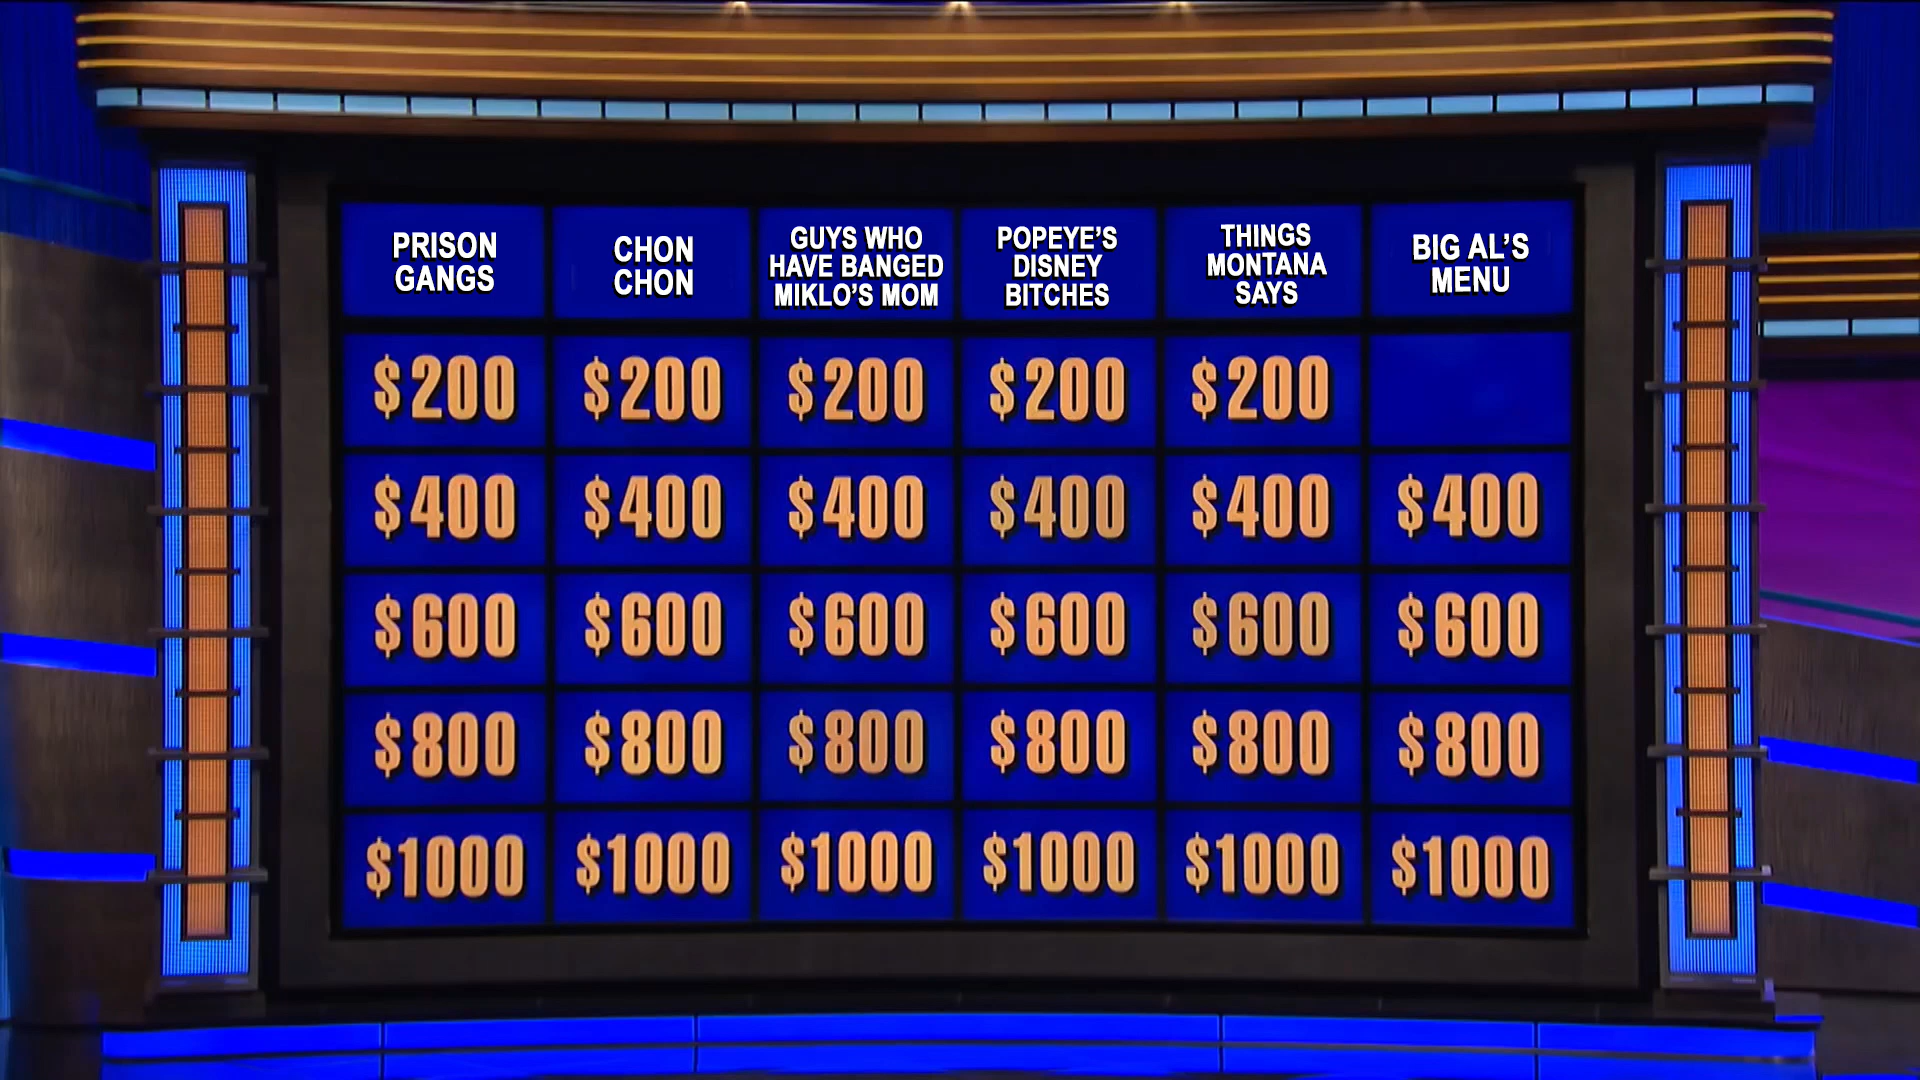 PRISON
GANGS
CHON
CHON
GUYS WHO
HAVE BANGED
MIKLO'S MOM
POPEYE'S
DISNEY
BITCHES
THINGS
MONTANA
SAYS
BIG AL'S
MENU
$200 $200 $200 $200 $200
$400 $400 $400 $400 $400 $400
$600 $600 $600 $600 $600 $600
$800 $800 $800 $800 $800 $800
$1000 $1000 $1000 $1000 $1000 $1000